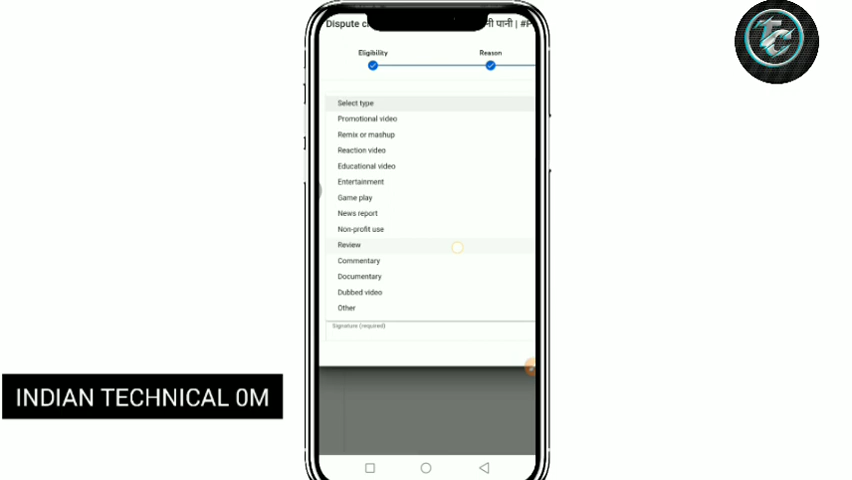 Dispute c
नी पानी | #P
Eligibility
Reason
Select type
Promotional video
Remix or mashup
Reaction video
Educational video
Entertainment
Game play
News report
Non-profit use
Review
Commentary
Documentary
Dubbed video
Other
Signature (required)
INDIAN TECHNICAL 0M